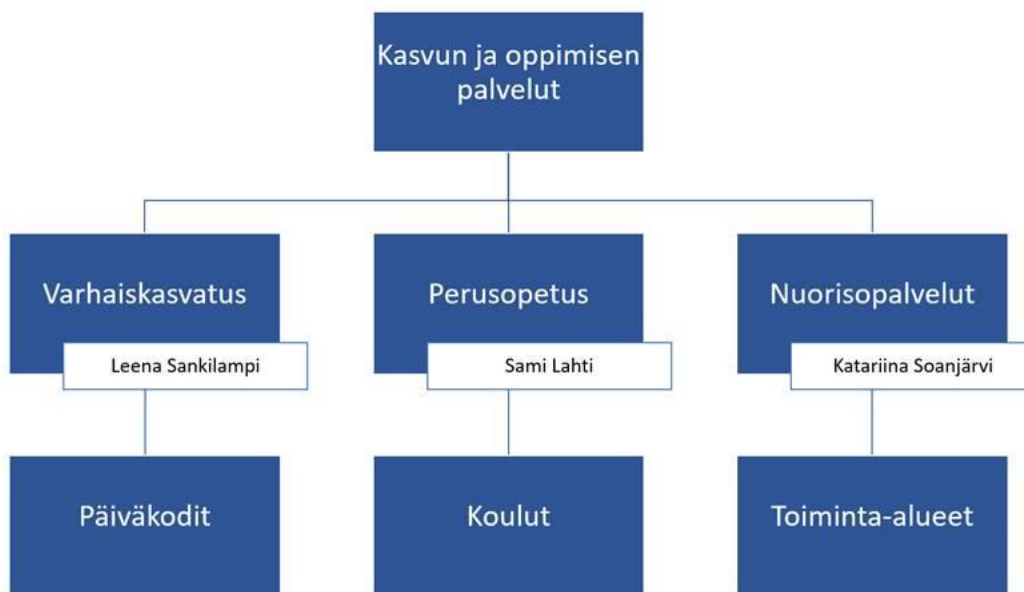 Kasvun ja oppimisen
palvelut
Varhaiskasvatus
Perusopetus
Nuorisopalvelut
Leena Sankilampi
Sami Lahti
Katariina Soanjärvi
Päiväkodit
Koulut
Toiminta-alueet